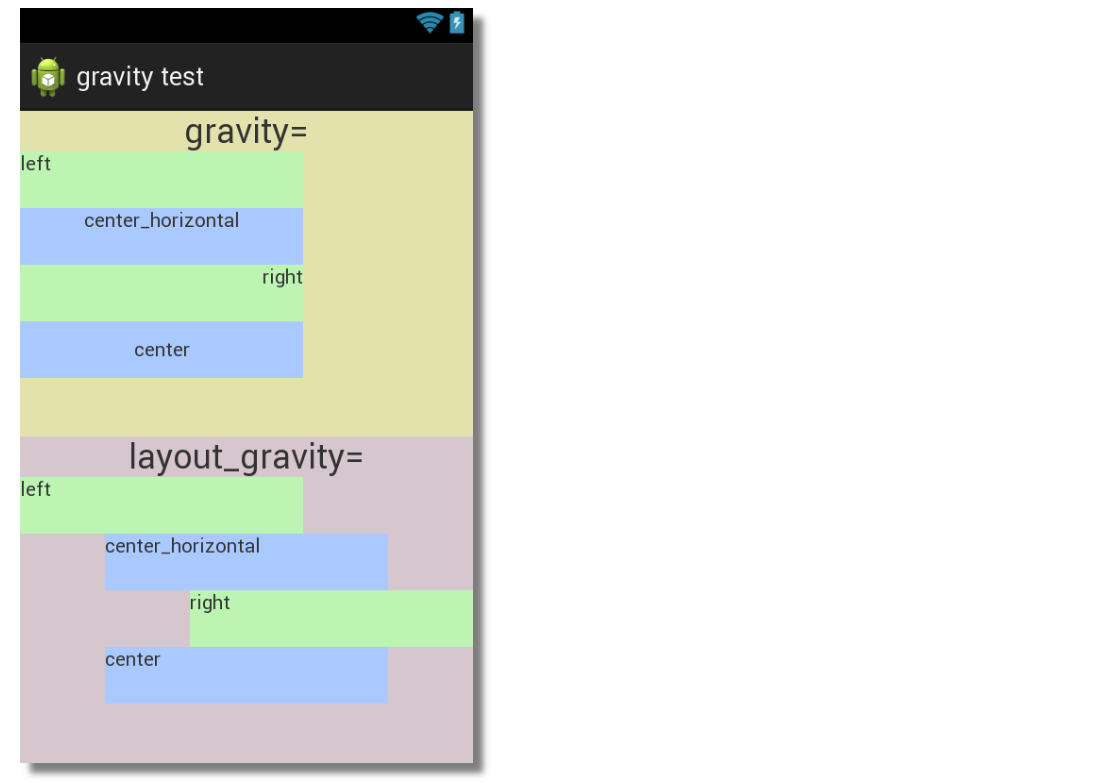 gravity test
gravity=
left
center_horizontal
right
center
layout_gravity=
left
center_horizontal
right
center